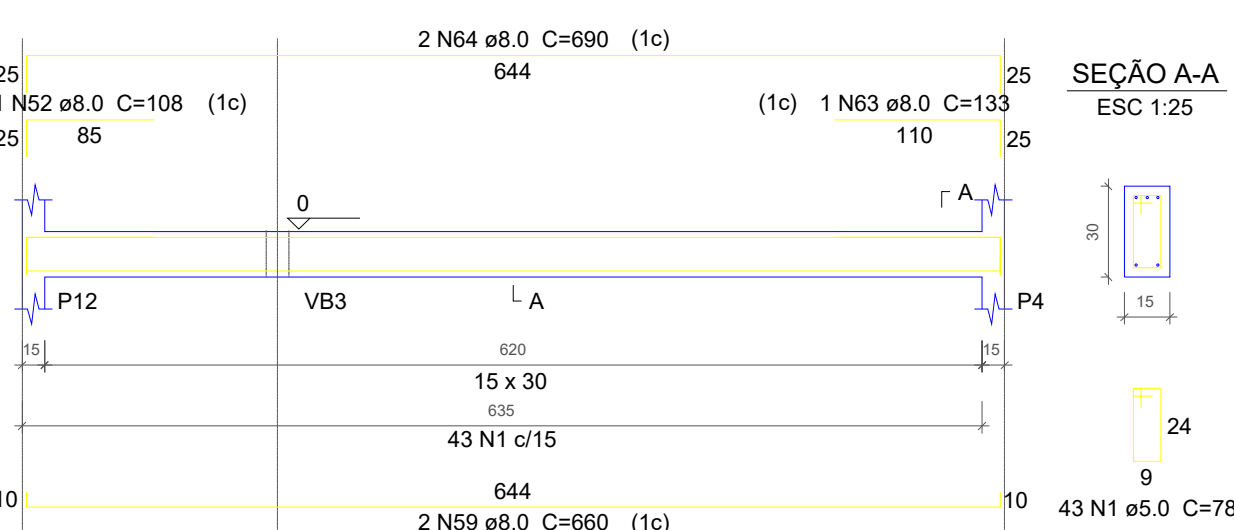 2 N64 ø8.0 C=690 (1c)
25 644 25
SEÇÃO A-A
ESC 1:25
1 N52 ø8.0 C=108 (1c)
(1c) 1 N63 ø8.0 C=133
25 85
110 25
A
0
30
P12
VB3
A
P4
15
15 620 15
15 x 30
635
43 N1 c/15
24
9
10 644 10
43 N1 ø5.0 C=78
2 N59 ø8.0 C=660 (1c)